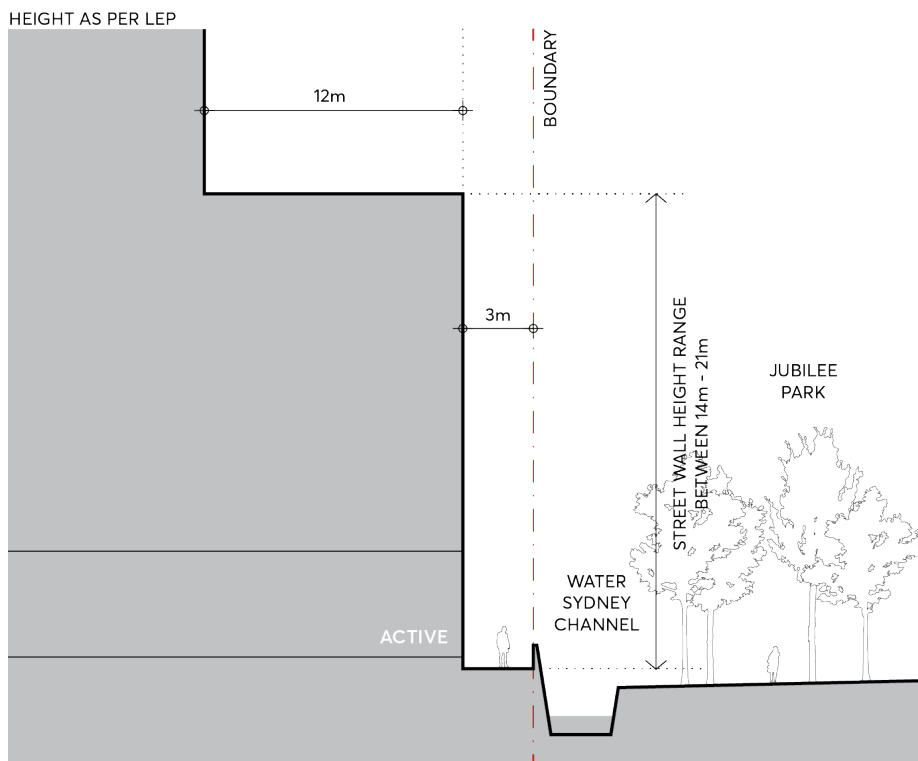 HEIGHT AS PER LEP
12m
BOUNDARY
3m
STREET WALL HEIGHT RANGE
BETWEEN 14m - 21m
JUBILEE
PARK
WATER
SYDNEY
CHANNEL
ACTIVE